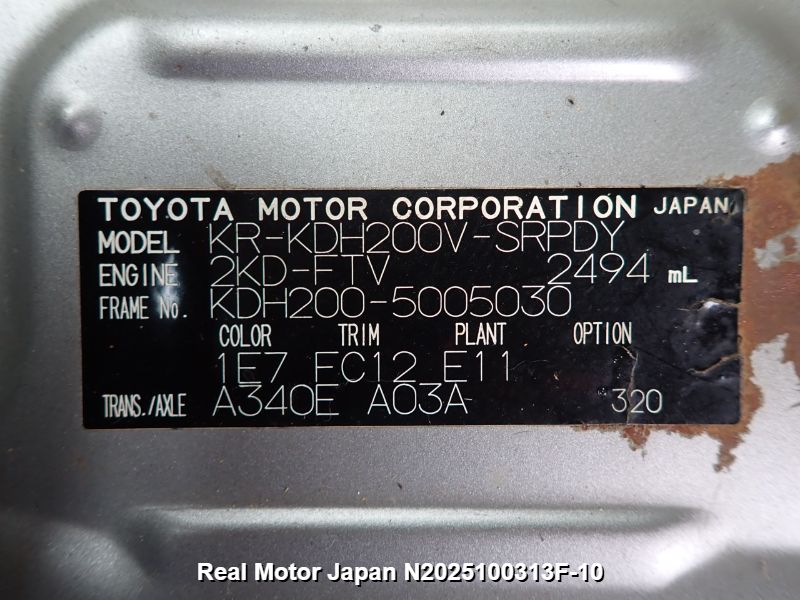 TOYOTA MOTOR CORPORATION JAPAN
MODEL KR-KDH200V-SRPDY
ENGINE 2KD-FTV 2494 mL
FRAME No. KDH200-5005030
COLOR TRIM PLANT OPTION
1E7 FC12 E11
TRANS./AXLE A340E A03A 320
Real Motor Japan N2025100313F-10